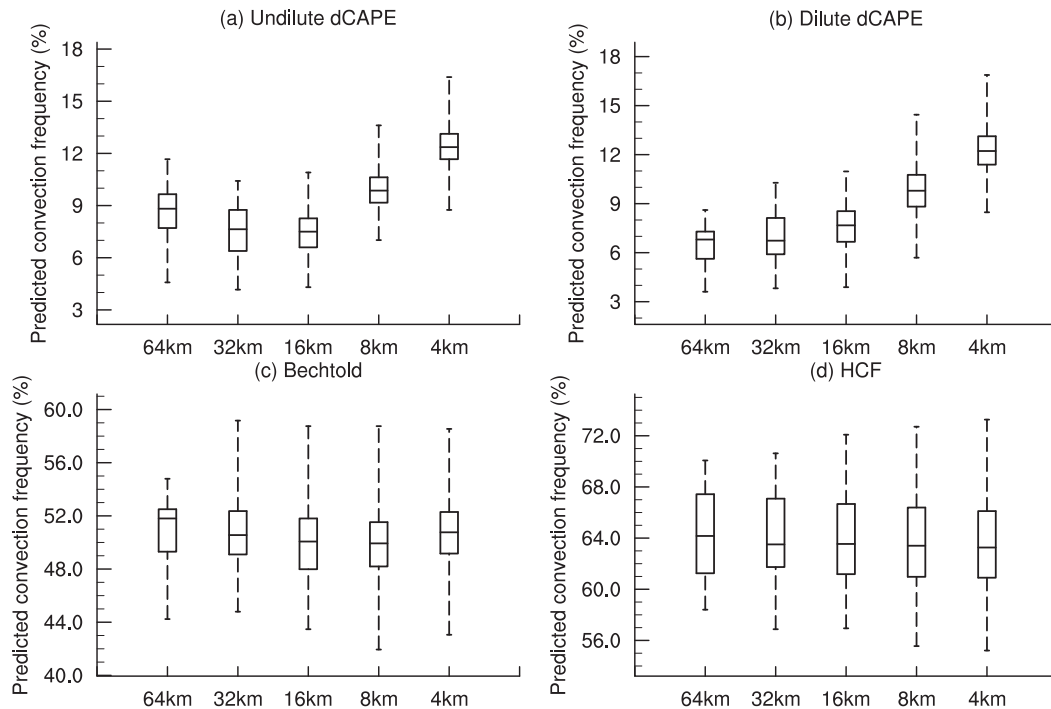 (a) Undilute dCAPE
Predicted convection frequency (%)
18
15
12
9
6
3
64km 32km 16km 8km 4km
(b) Dilute dCAPE
Predicted convection frequency (%)
18
15
12
9
6
3
64km 32km 16km 8km 4km
(c) Bechtold
Predicted convection frequency (%)
60.0
56.0
52.0
48.0
44.0
40.0
64km 32km 16km 8km 4km
(d) HCF
Predicted convection frequency (%)
72.0
68.0
64.0
60.0
56.0
64km 32km 16km 8km 4km